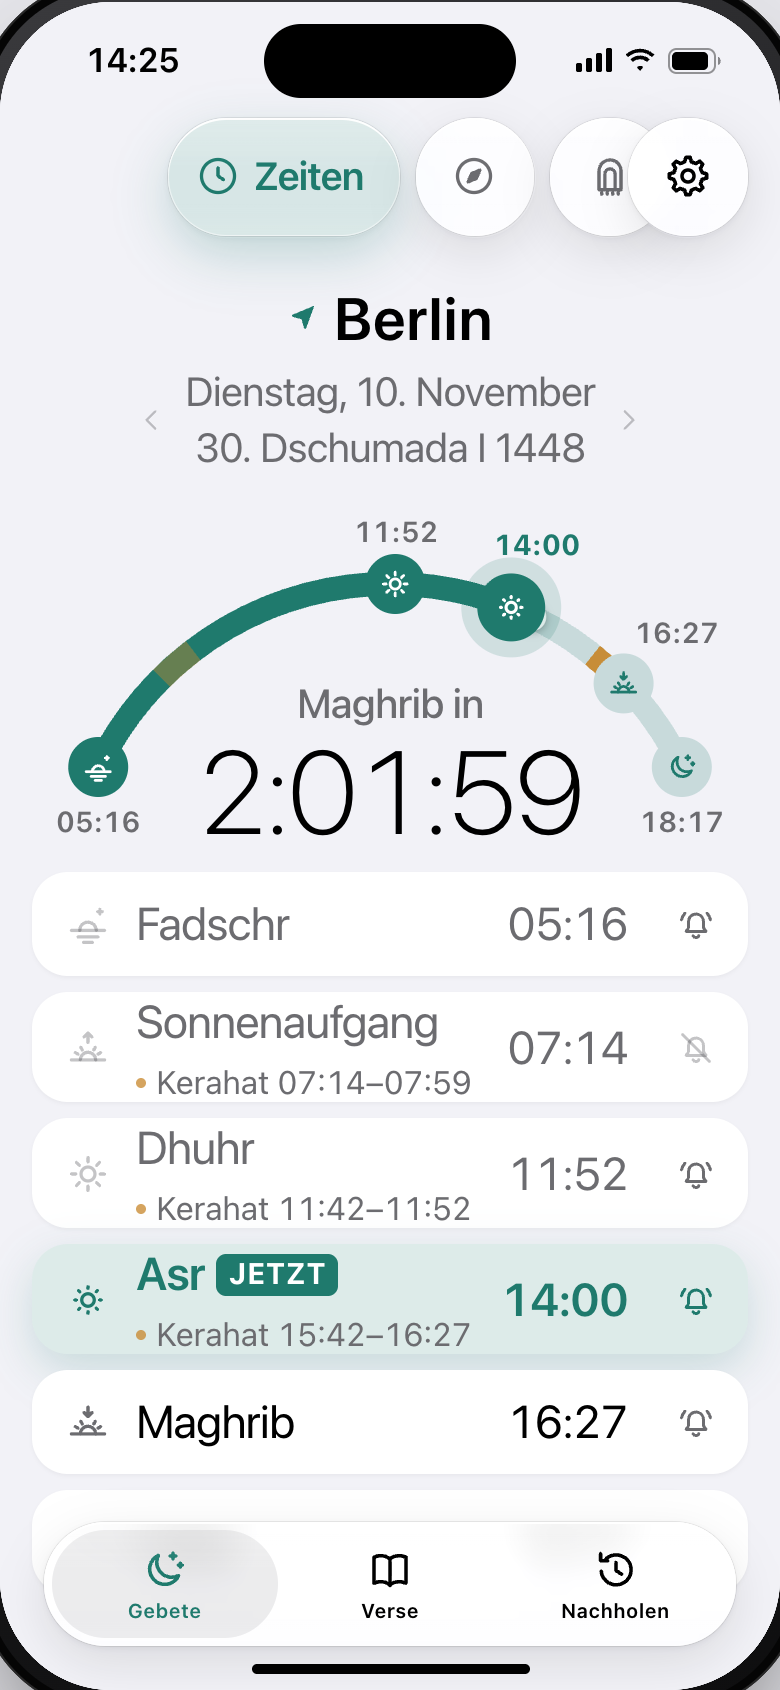 14:25
Zeiten
Berlin
Dienstag, 10. November
30. Dschumada I 1448
11:52
14:00
16:27
Maghrib in
2:01:59
05:16
18:17
Fadschr 05:16
Sonnenaufgang 07:14
Kerahat 07:14–07:59
Dhuhr 11:52
Kerahat 11:42–11:52
Asr JETZT 14:00
Kerahat 15:42–16:27
Maghrib 16:27
Gebete Verse Nachholen